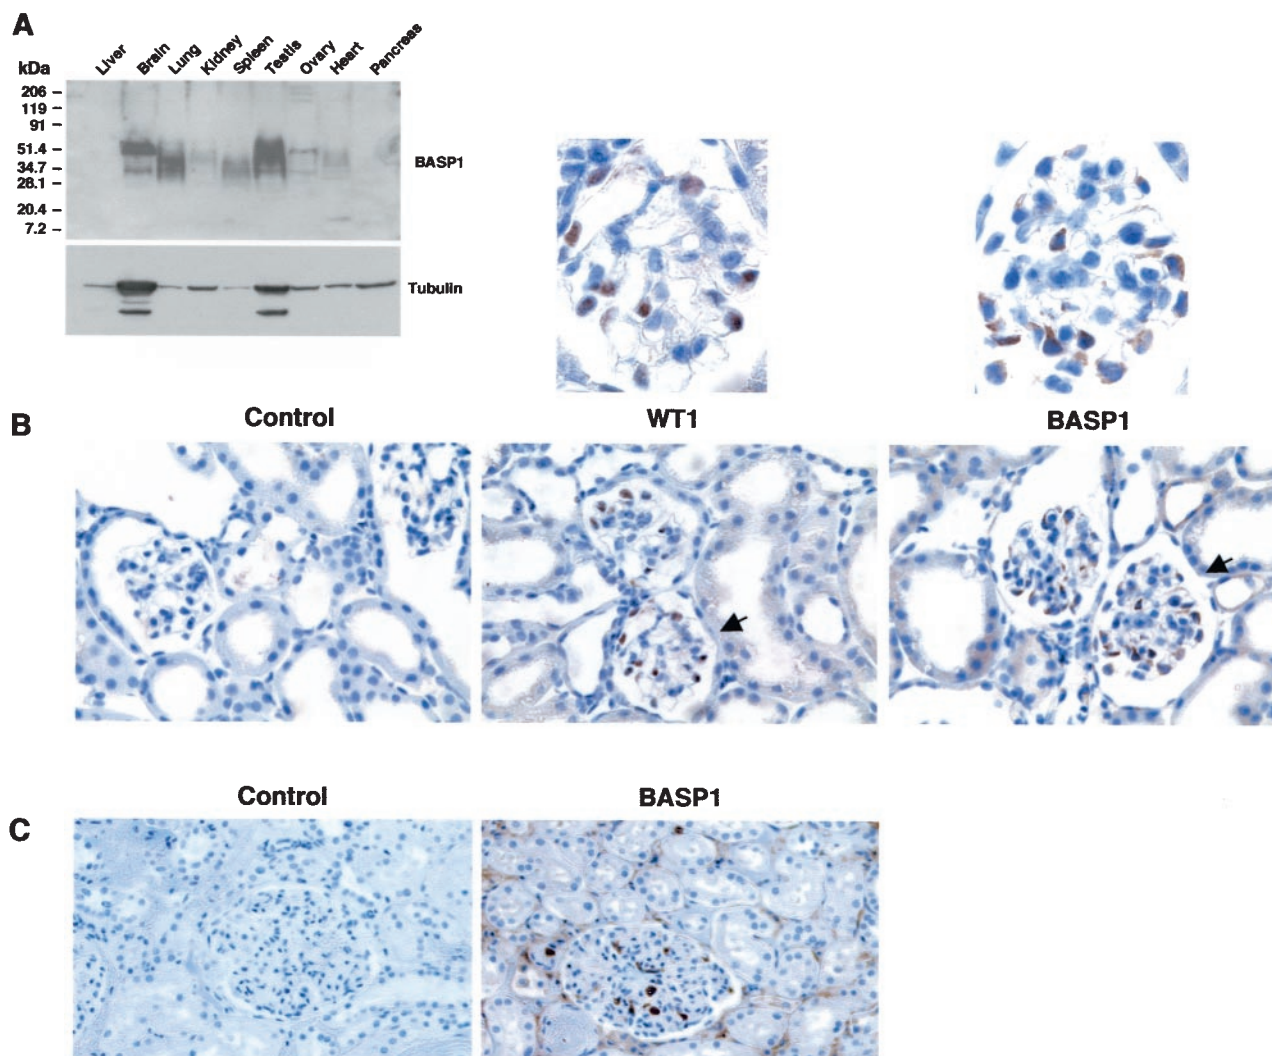 A
Liver Brain Lung Kidney Spleen Testis Ovary Heart Pancreas
kDa
206
119
91
51.4
BASP1
34.7
28.1
20.4
7.2
Tubulin
B
Control WT1 BASP1
C
Control BASP1